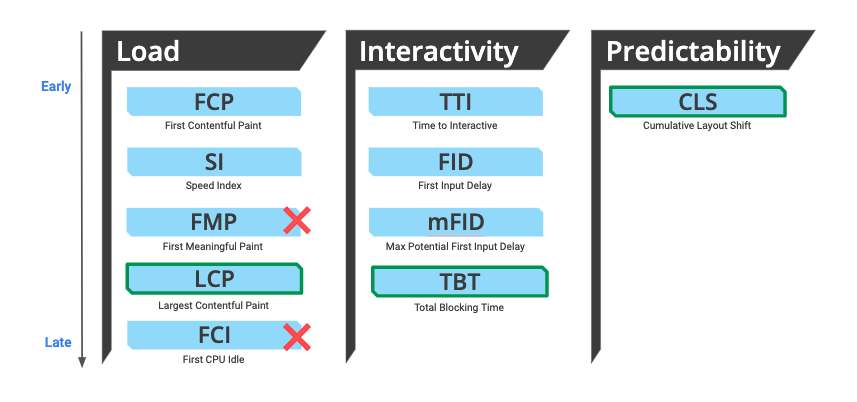 Early
Late
Load
FCP
First Contentful Paint
SI
Speed Index
FMP
First Meaningful Paint
LCP
Largest Contentful Paint
FCI
First CPU Idle
Interactivity
TTI
Time to Interactive
FID
First Input Delay
mFID
Max Potential First Input Delay
TBT
Total Blocking Time
Predictability
CLS
Cumulative Layout Shift